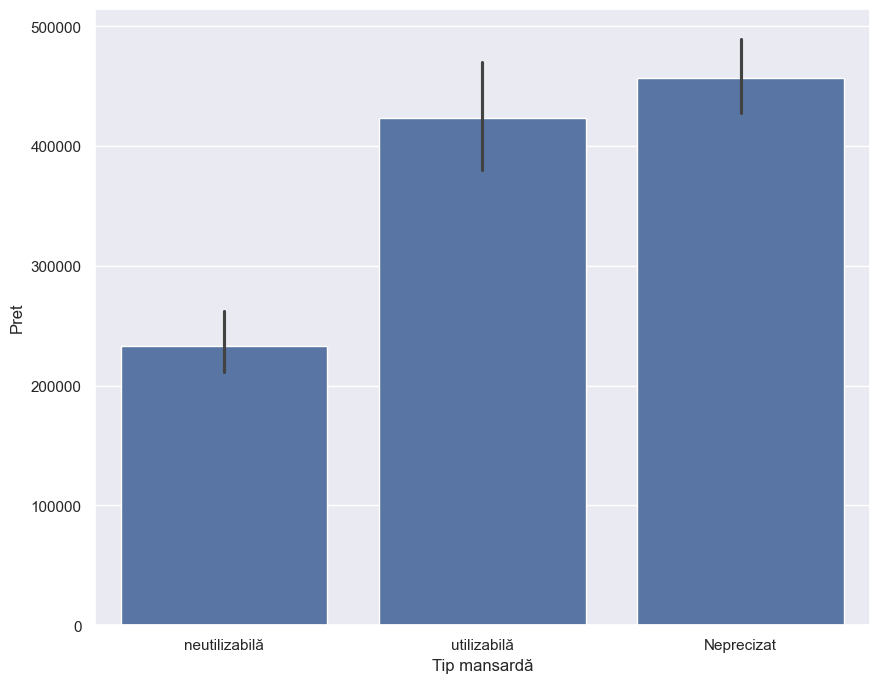 500000
400000
300000
200000
100000
0
Pret
neutilizabilă
utilizabilă
Neprecizat
Tip mansardă